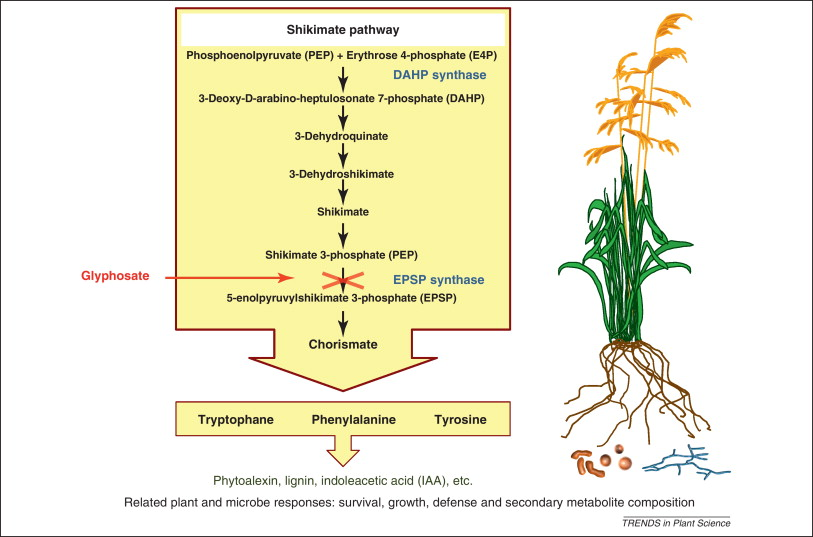 Shikimate pathway
Phosphoenolpyruvate (PEP) + Erythrose 4-phosphate (E4P)
DAHP synthase
3-Deoxy-D-arabino-heptulosonate 7-phosphate (DAHP)
3-Dehydroquinate
3-Dehydroshikimate
Shikimate
Shikimate 3-phosphate (PEP)
Glyphosate
EPSP synthase
5-enolpyruvylshikimate 3-phosphate (EPSP)
Chorismate
Tryptophane Phenylalanine Tyrosine
Phytoalexin, lignin, indoleacetic acid (IAA), etc.
Related plant and microbe responses: survival, growth, defense and secondary metabolite composition
TRENDS in Plant Science